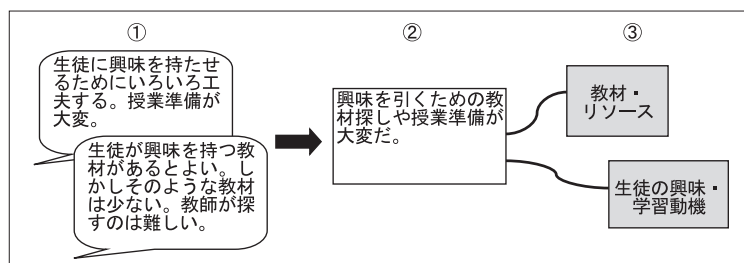 ①
②
③
生徒に興味を持たせ
るためにいろいろ工
夫する。授業準備が
大変。
生徒が興味を持つ教
材があるとよい。し
かしそのような教材
は少ない。教師が探
すのは難しい。
興味を引くための教
材探しや授業準備が
大変だ。
教材・
リソース
生徒の興味・
学習動機